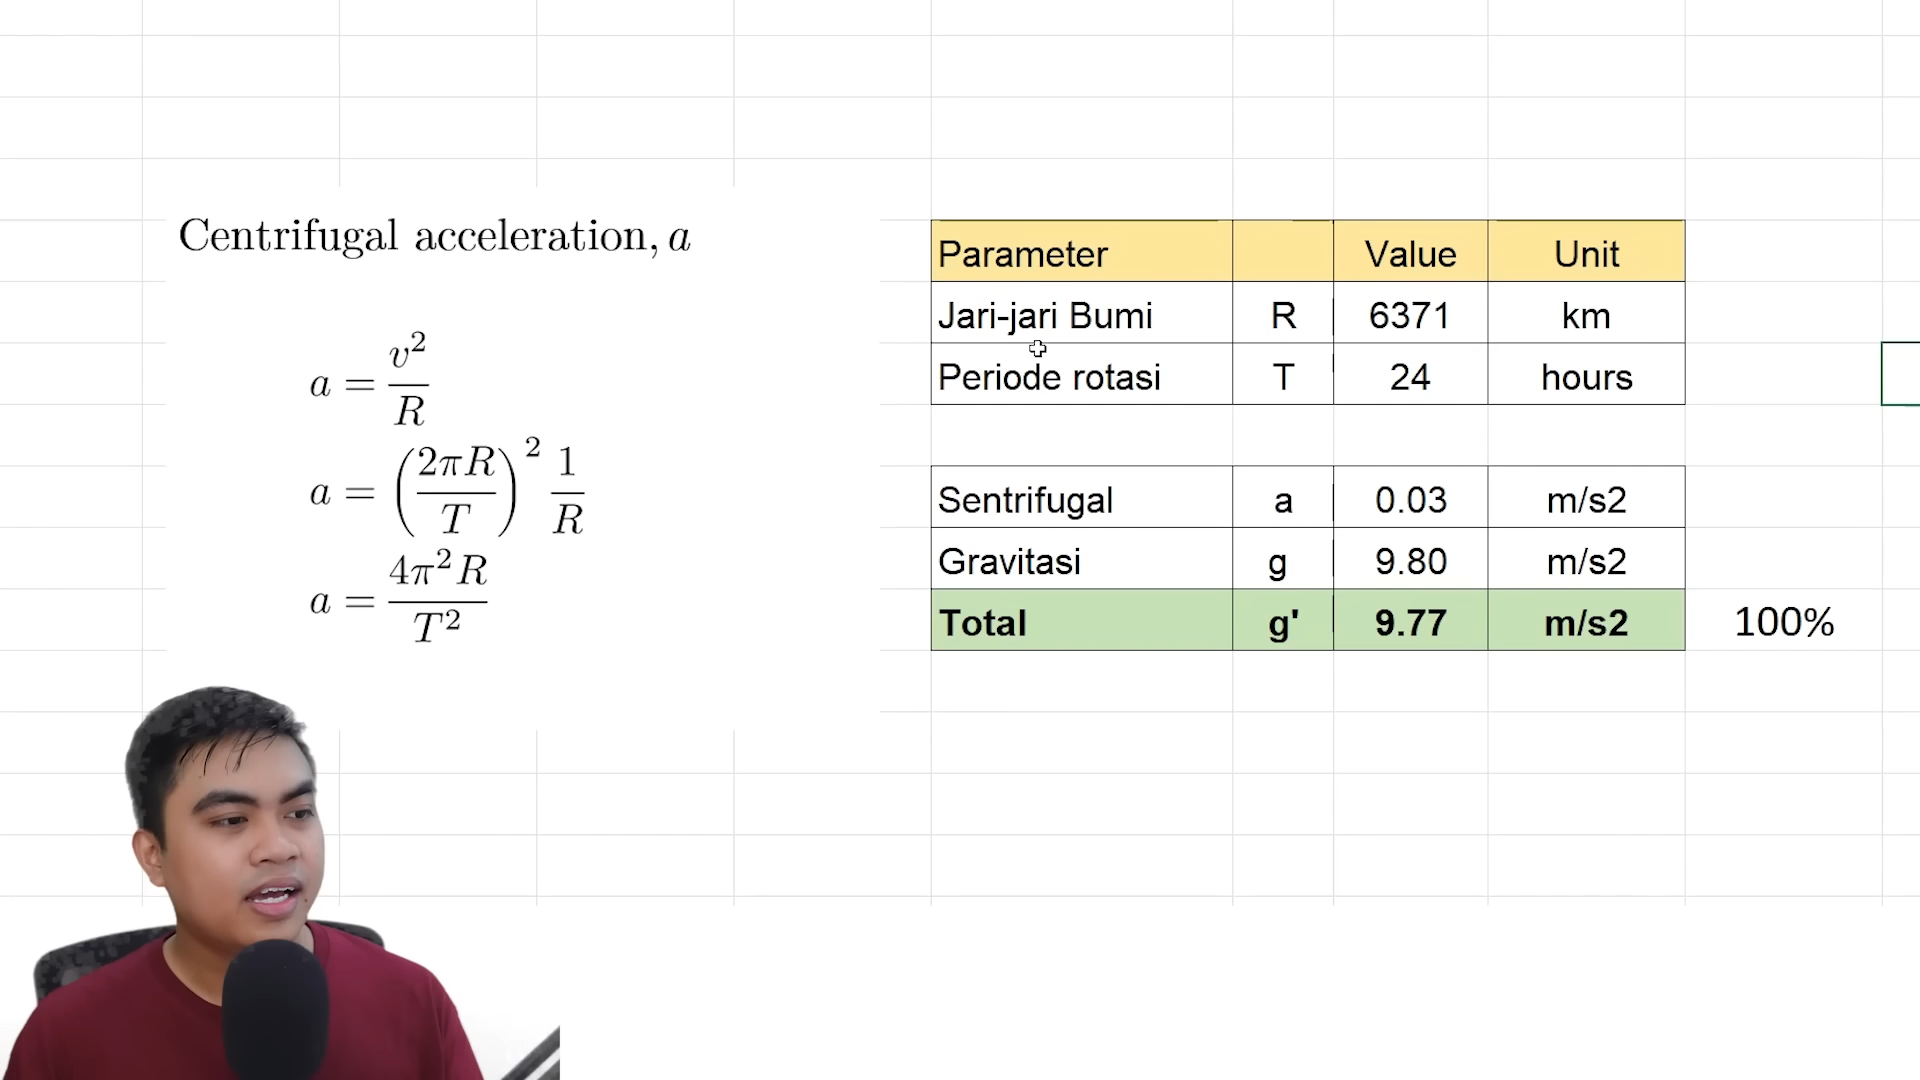 Centrifugal acceleration, a
a = v²/R
a = (2πR/T)² 1/R
a = 4π²R/T²
Parameter Value Unit
Jari-jari Bumi R 6371 km
Periode rotasi T 24 hours
Sentrifugal a 0.03 m/s2
Gravitasi g 9.80 m/s2
Total g' 9.77 m/s2 100%